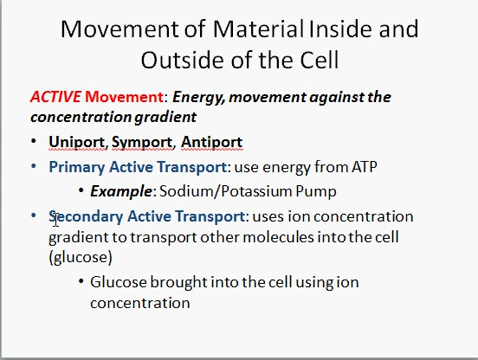 Movement of Material Inside and
Outside of the Cell
ACTIVE Movement: Energy, movement against the
concentration gradient
• Uniport, Symport, Antiport
• Primary Active Transport: use energy from ATP
• Example: Sodium/Potassium Pump
• Secondary Active Transport: uses ion concentration
gradient to transport other molecules into the cell
(glucose)
• Glucose brought into the cell using ion
concentration